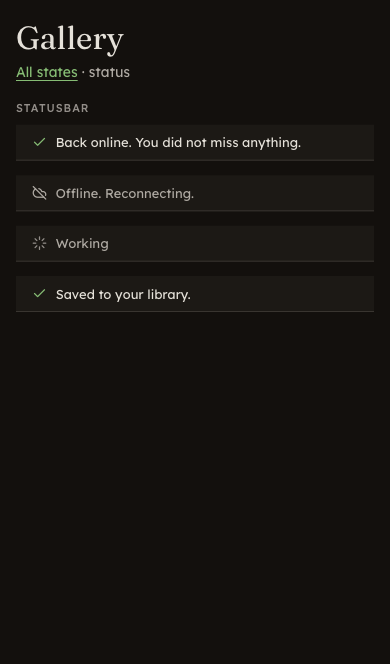 Gallery
All states · status
STATUSBAR
Back online. You did not miss anything.
Offline. Reconnecting.
Working
Saved to your library.